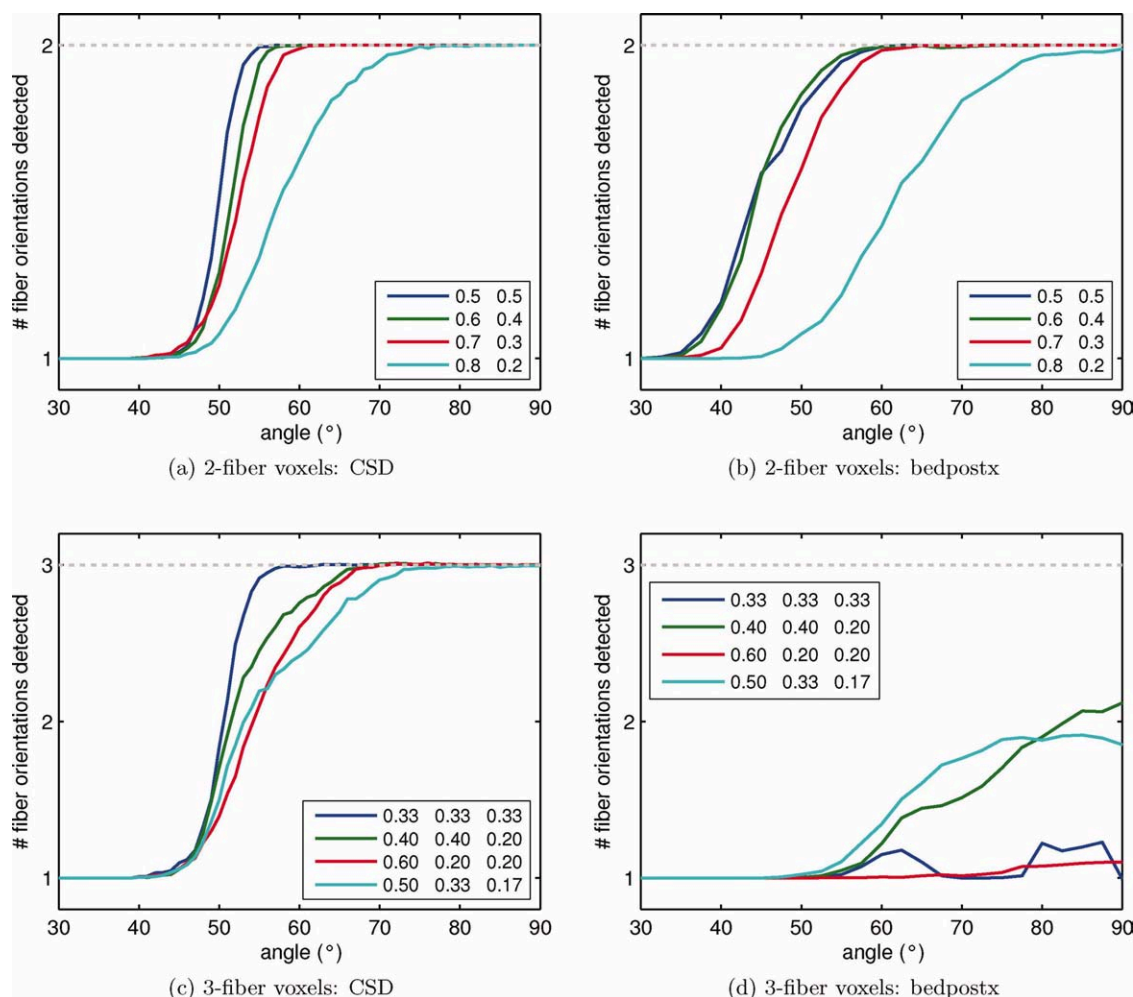 # fiber orientations detected
2
1
0.5 0.5
0.6 0.4
0.7 0.3
0.8 0.2
30 40 50 60 70 80 90
angle (°)
(a) 2-fiber voxels: CSD
# fiber orientations detected
2
1
0.5 0.5
0.6 0.4
0.7 0.3
0.8 0.2
30 40 50 60 70 80 90
angle (°)
(b) 2-fiber voxels: bedpostx
# fiber orientations detected
3
2
1
0.33 0.33 0.33
0.40 0.40 0.20
0.60 0.20 0.20
0.50 0.33 0.17
30 40 50 60 70 80 90
angle (°)
(c) 3-fiber voxels: CSD
# fiber orientations detected
3
2
1
0.33 0.33 0.33
0.40 0.40 0.20
0.60 0.20 0.20
0.50 0.33 0.17
30 40 50 60 70 80 90
angle (°)
(d) 3-fiber voxels: bedpostx